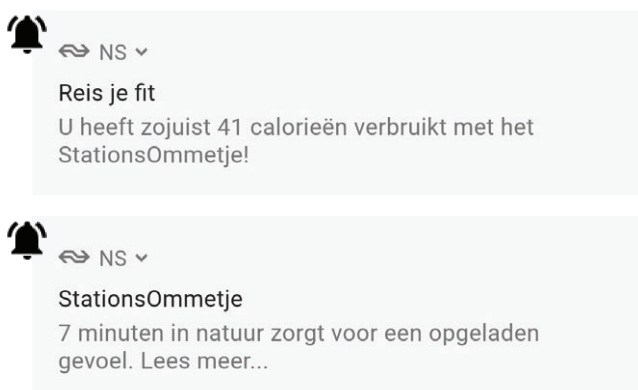 NS
Reis je fit
U heeft zojuist 41 calorieën verbruikt met het
StationsOmmetje!
NS
StationsOmmetje
7 minuten in natuur zorgt voor een opgeladen
gevoel. Lees meer...